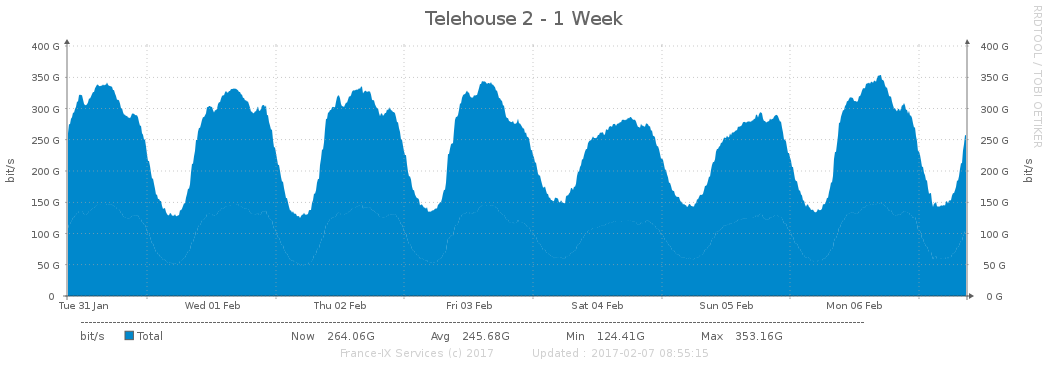 Telehouse 2 - 1 Week
RRDTOOL / TOBI OETIKER
400 G 400 G
350 G 350 G
300 G 300 G
250 G 250 G
200 G 200 G
150 G 150 G
100 G 100 G
50 G 50 G
0 0 G
bit/s bit/s
Tue 31 Jan Wed 01 Feb Thu 02 Feb Fri 03 Feb Sat 04 Feb Sun 05 Feb Mon 06 Feb
bit/s Total Now 264.06G Avg 245.68G Min 124.41G Max 353.16G
France-IX Services (c) 2017 Updated : 2017-02-07 08:55:15